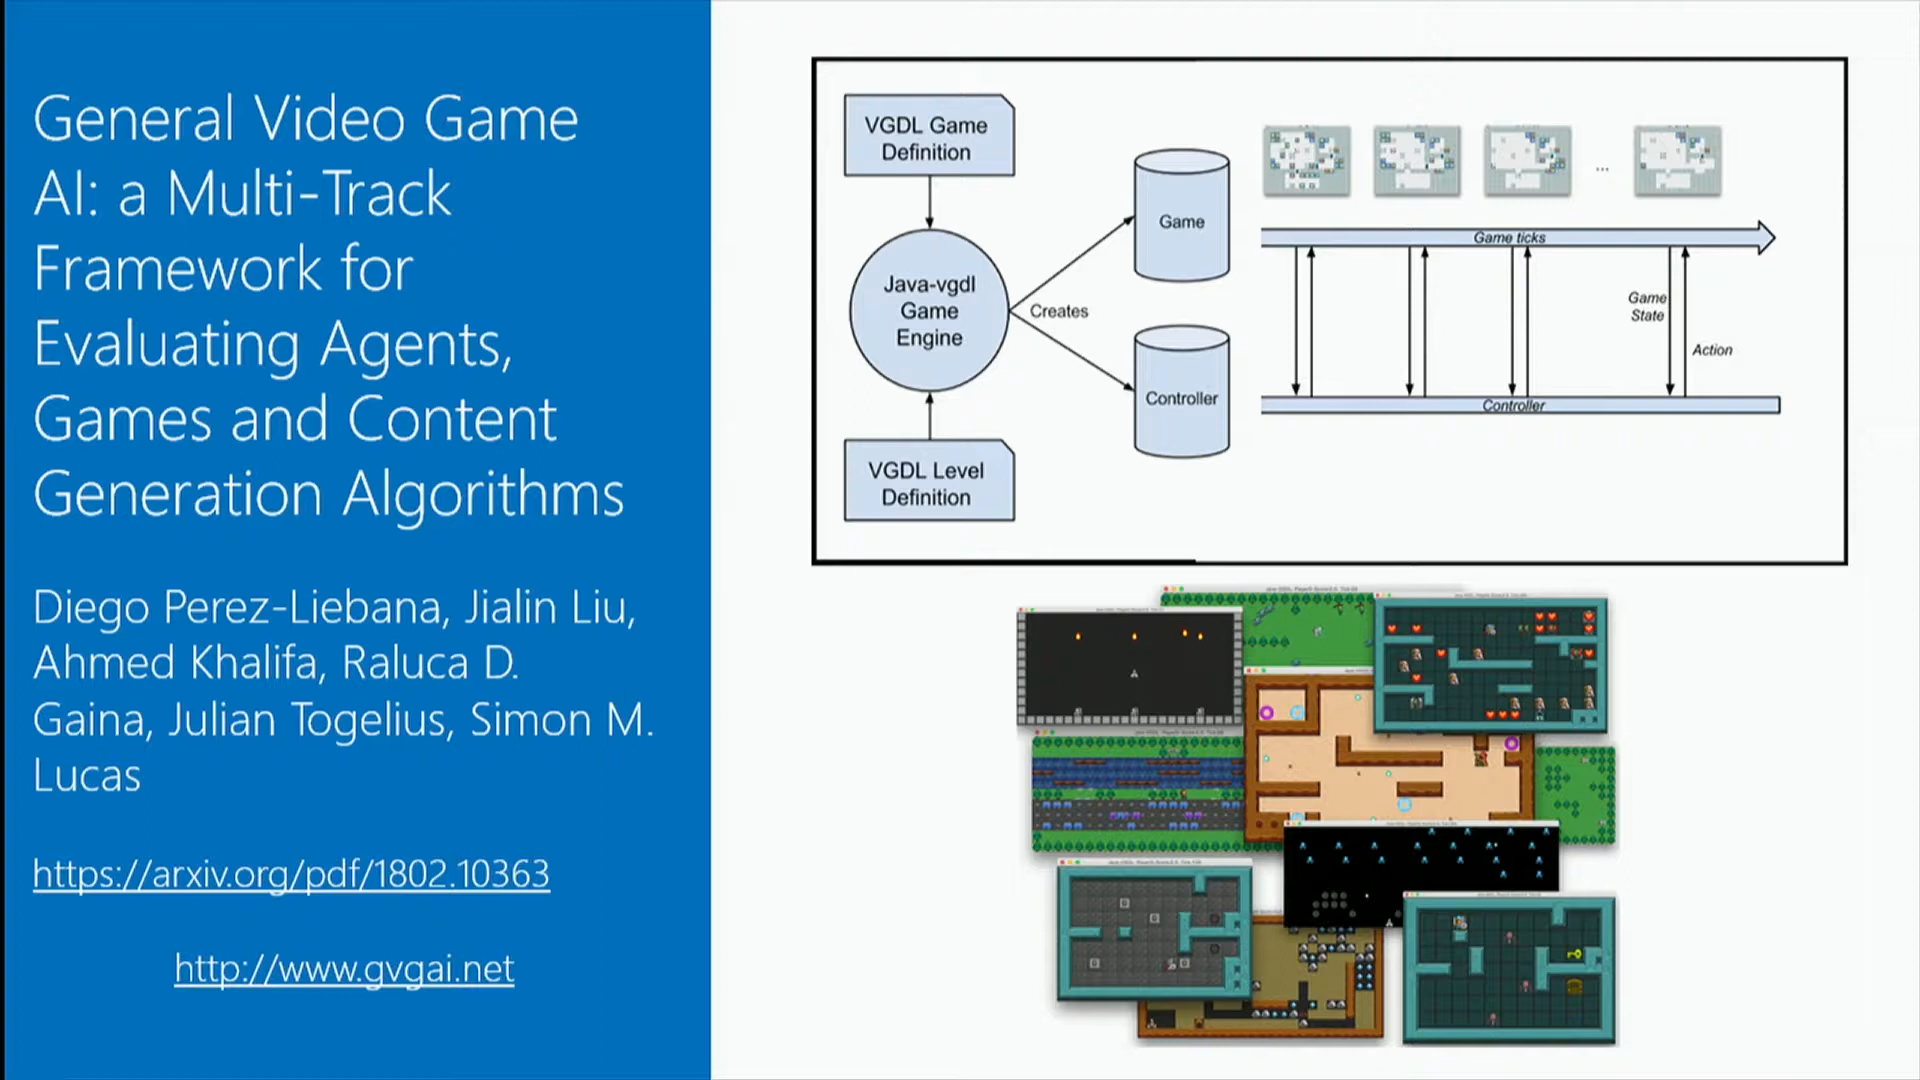 General Video Game
AI: a Multi-Track
Framework for
Evaluating Agents,
Games and Content
Generation Algorithms
Diego Perez-Liebana, Jialin Liu,
Ahmed Khalifa, Raluca D.
Gaina, Julian Togelius, Simon M.
Lucas
https://arxiv.org/pdf/1802.10363
http://www.gvgai.net
VGDL Game
Definition
Java-vgdl
Game
Engine
VGDL Level
Definition
Creates
Game
Controller
...
Game ticks
Game
State
Action
Controller